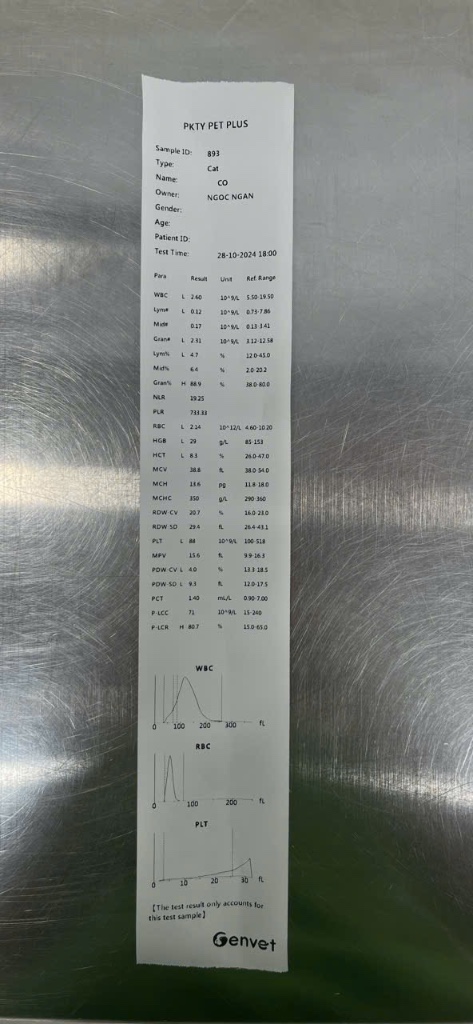 PKTY PET PLUS
Sample ID: 893
Type: Cat
Name: CO
Owner: NGOC NGAN
Gender:
Age:
Patient ID:
Test Time: 28-10-2024 18:00
Para Result Unit Ref. Range
WBC L 2.60 10^9/L 5.50-19.50
Lym# L 0.12 10^9/L 0.73-7.86
Mid# 0.17 10^9/L 0.13-1.41
Gran# L 2.31 10^9/L 3.12-12.58
Lym% L 4.7 % 12.0-45.0
Mid% 6.4 % 2.0-20.2
Gran% H 88.9 % 38.0-80.0
NLR 19.25
PLR 733.33
RBC L 2.14 10^12/L 4.60-10.20
HGB L 29 g/L 85-153
HCT L 8.3 % 26.0-47.0
MCV 38.8 fL 38.0-54.0
MCH 13.6 pg 11.8-18.0
MCHC 350 g/L 290-360
RDW-CV 20.7 % 16.0-23.0
RDW-SD 29.4 fL 26.4-43.1
PLT L 88 10^9/L 100-518
MPV 15.6 fL 9.9-16.3
PDW-CV L 4.0 % 13.3-18.5
PDW-SD L 9.5 fL 12.0-17.5
PCT 1.40 mL/L 0.90-7.00
P-LCC 71 10^9/L 15-240
P-LCR H 80.7 % 15.0-65.0
WBC
0 100 200 300 fL
RBC
0 100 200 fL
PLT
0 10 20 30 fL
【The test result only accounts for
this test sample】
Genvet